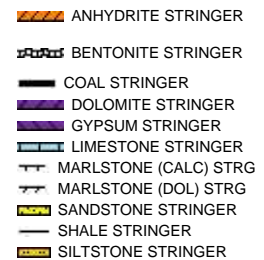 ANHYDRITE STRINGER
BENTONITE STRINGER
COAL STRINGER
DOLOMITE STRINGER
GYPSUM STRINGER
LIMESTONE STRINGER
MARLSTONE (CALC) STRG
MARLSTONE (DOL) STRG
SANDSTONE STRINGER
SHALE STRINGER
SILTSTONE STRINGER